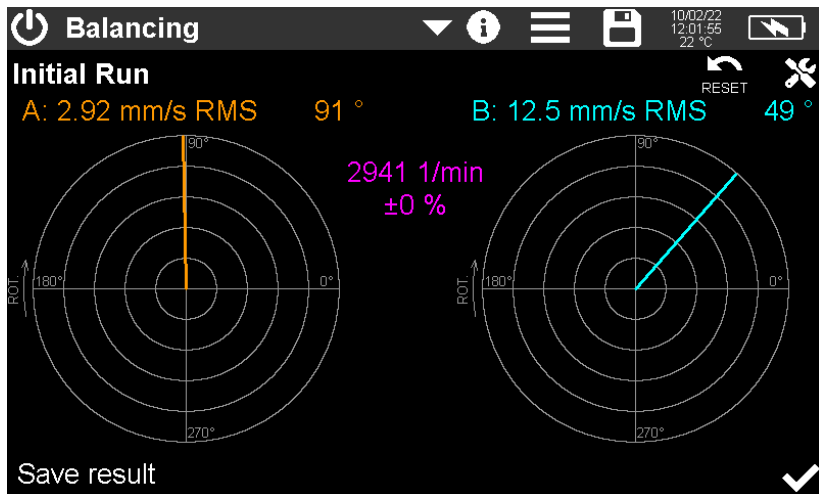 Balancing
10/02/22
12:01:55
22 °C
Initial Run
RESET
A: 2.92 mm/s RMS 91 °
B: 12.5 mm/s RMS 49 °
2941 1/min
±0 %
90°
180°
0°
270°
ROT.
90°
180°
0°
270°
ROT.
Save result